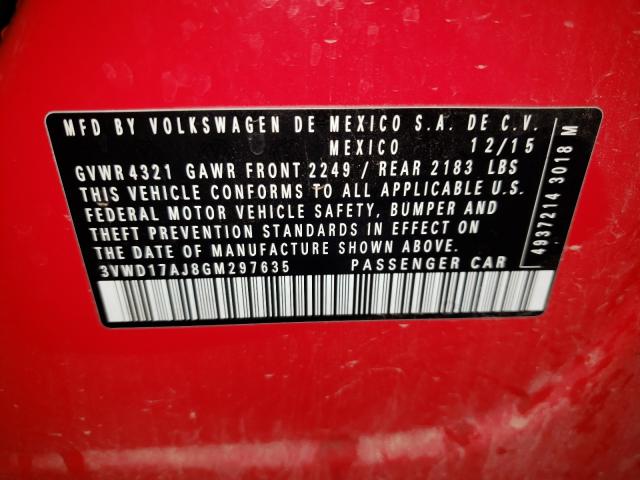 MFD BY VOLKSWAGEN DE MEXICO S.A. DE C.V.
MEXICO 12/15
GVWR 4321 GAWR FRONT 2249 / REAR 2183 LBS
THIS VEHICLE CONFORMS TO ALL APPLICABLE U.S.
FEDERAL MOTOR VEHICLE SAFETY, BUMPER AND
THEFT PREVENTION STANDARDS IN EFFECT ON
THE DATE OF MANUFACTURE SHOWN ABOVE.
3VWD17AJ8GM297635 PASSENGER CAR
4937214 3018 M